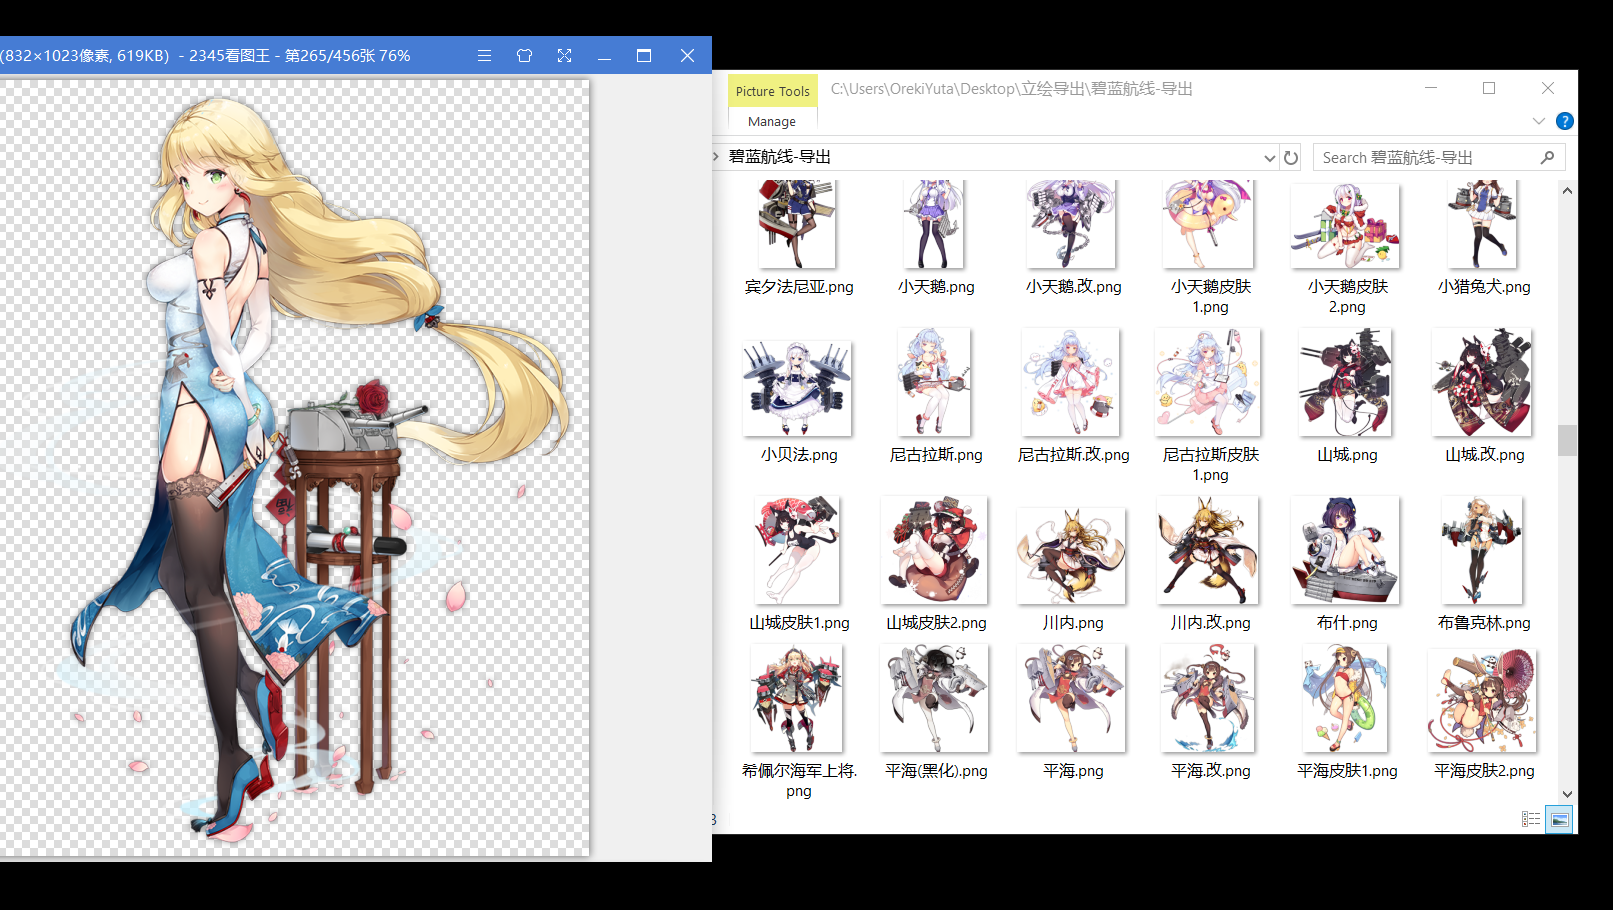 (832×1023像素, 619KB) - 2345看图王 - 第265/456张 76%
Picture Tools
C:\Users\OrekiYuta\Desktop\立绘导出\碧蓝航线-导出
Manage
碧蓝航线-导出
Search 碧蓝航线-导出
宾夕法尼亚.png
小天鹅.png
小天鹅.改.png
小天鹅皮肤
1.png
小天鹅皮肤
2.png
小猎兔犬.png
小贝法.png
尼古拉斯.png
尼古拉斯.改.png
尼古拉斯皮肤
1.png
山城.png
山城.改.png
山城皮肤1.png
山城皮肤2.png
川内.png
川内.改.png
布什.png
布鲁克林.png
希佩尔海军上将.
png
平海(黑化).png
平海.png
平海.改.png
平海皮肤1.png
平海皮肤2.png
3